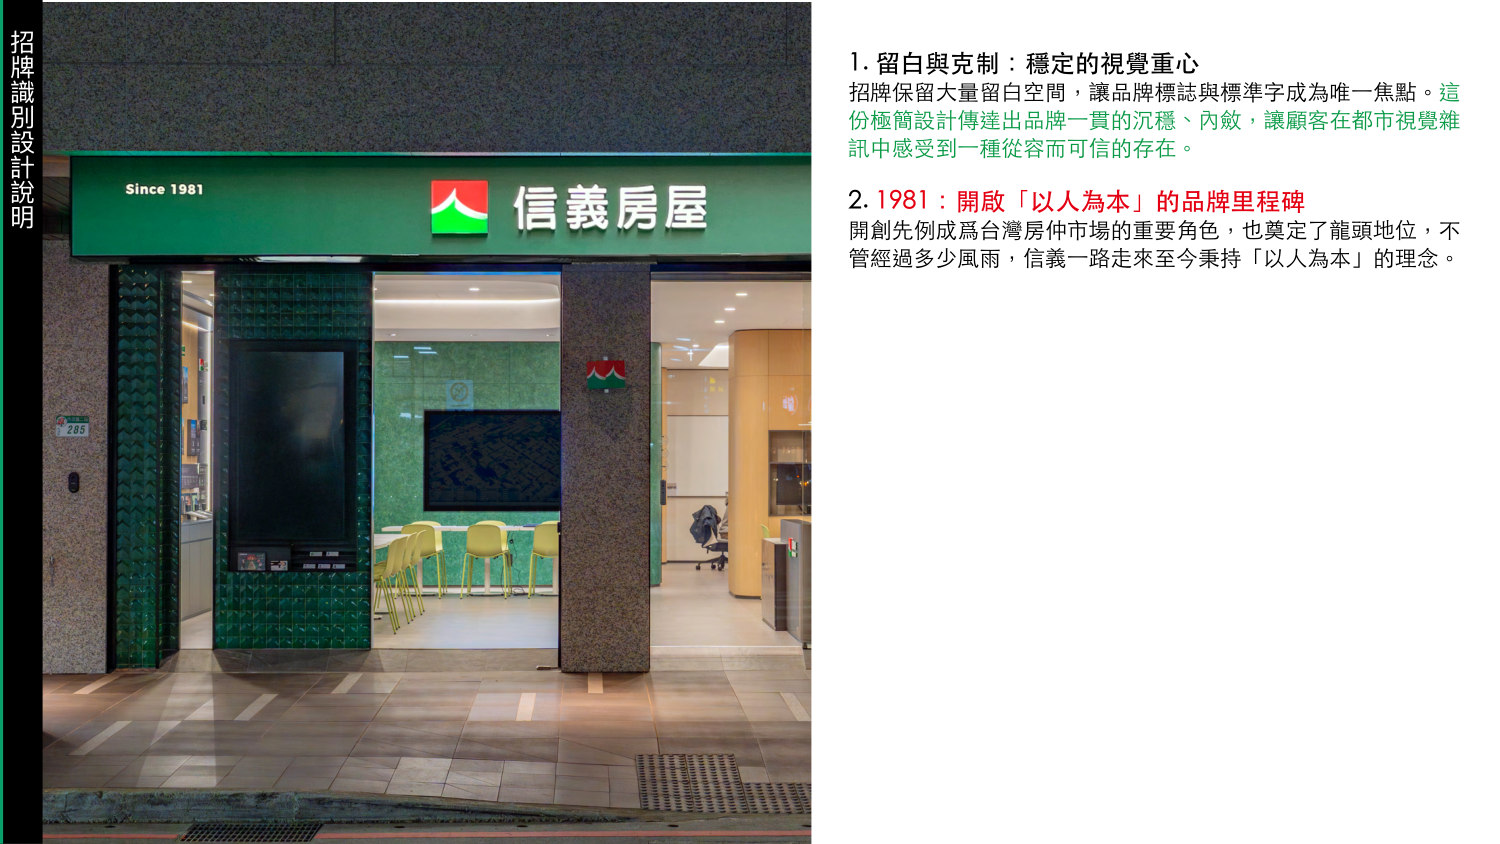 招牌識別設計說明
Since 1981
信義房屋
285
1. 留白與克制：穩定的視覺重心
招牌保留大量留白空間，讓品牌標誌與標準字成為唯一焦點。這
份極簡設計傳達出品牌一貫的沉穩、內斂，讓顧客在都市視覺雜
訊中感受到一種從容而可信的存在。
2. 1981：開啟「以人為本」的品牌里程碑
開創先例成爲台灣房仲市場的重要角色，也奠定了龍頭地位，不
管經過多少風雨，信義一路走來至今秉持「以人為本」的理念。